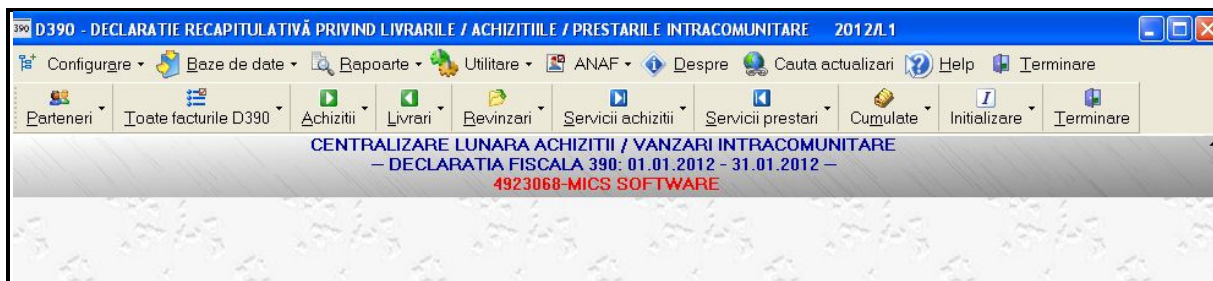 390 D390 - DECLARATIE RECAPITULATIVĂ PRIVIND LIVRARILE / ACHIZITIILE / PRESTARILE INTRACOMUNITARE 2012/L1
Configurare Baze de date Rapoarte Utilitare ANAF Despre Cauta actualizari Help Terminare
Parteneri Toate facturile D390 Achizitii Livrari Revinzari Servicii achizitii Servicii prestari Cumulate Initializare Terminare
CENTRALIZARE LUNARA ACHIZITII / VANZARI INTRACOMUNITARE
— DECLARATIA FISCALA 390: 01.01.2012 - 31.01.2012 —
4923068-MICS SOFTWARE